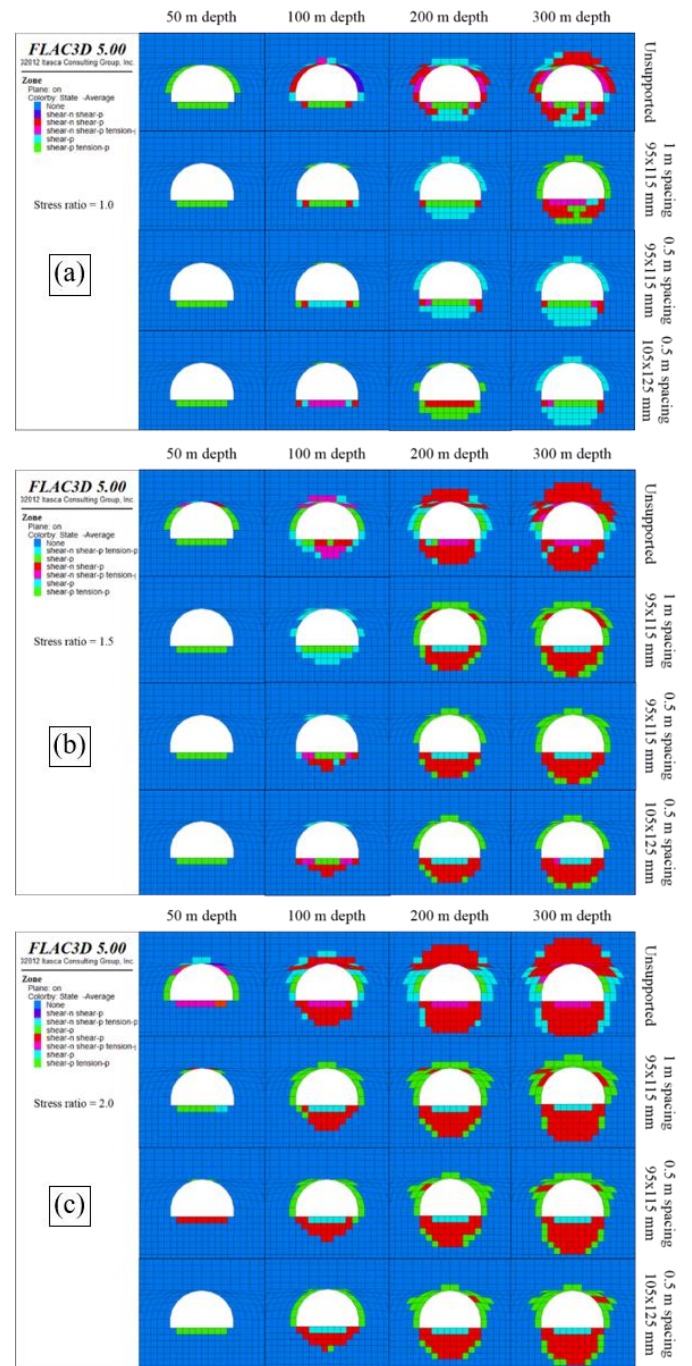 50 m depth 100 m depth 200 m depth 300 m depth
FLAC3D 5.00
32012 Itasca Consulting Group, Inc.
Zone
Plane: on
Colorby: State -Average
None
shear-n shear-p
shear-n shear-p
shear-n shear-p tension-p
shear-p
shear-p tension-p
Stress ratio = 1.0
(a)
Unsupported
1 m spacing
95x115 mm
0.5 m spacing
95x115 mm
0.5 m spacing
105x125 mm
50 m depth 100 m depth 200 m depth 300 m depth
FLAC3D 5.00
32012 Itasca Consulting Group, Inc.
Zone
Plane: on
Colorby: State -Average
None
shear-n shear-p tension-p
shear-p
shear-n shear-p
shear-n shear-p tension-p
shear-p
shear-p tension-p
Stress ratio = 1.5
(b)
Unsupported
1 m spacing
95x115 mm
0.5 m spacing
95x115 mm
0.5 m spacing
105x125 mm
50 m depth 100 m depth 200 m depth 300 m depth
FLAC3D 5.00
32012 Itasca Consulting Group, Inc.
Zone
Plane: on
Colorby: State -Average
None
shear-n shear-p
shear-n shear-p tension-p
shear-p
shear-n shear-p
shear-n shear-p tension-p
shear-p
shear-p tension-p
Stress ratio = 2.0
(c)
Unsupported
1 m spacing
95x115 mm
0.5 m spacing
95x115 mm
0.5 m spacing
105x125 mm